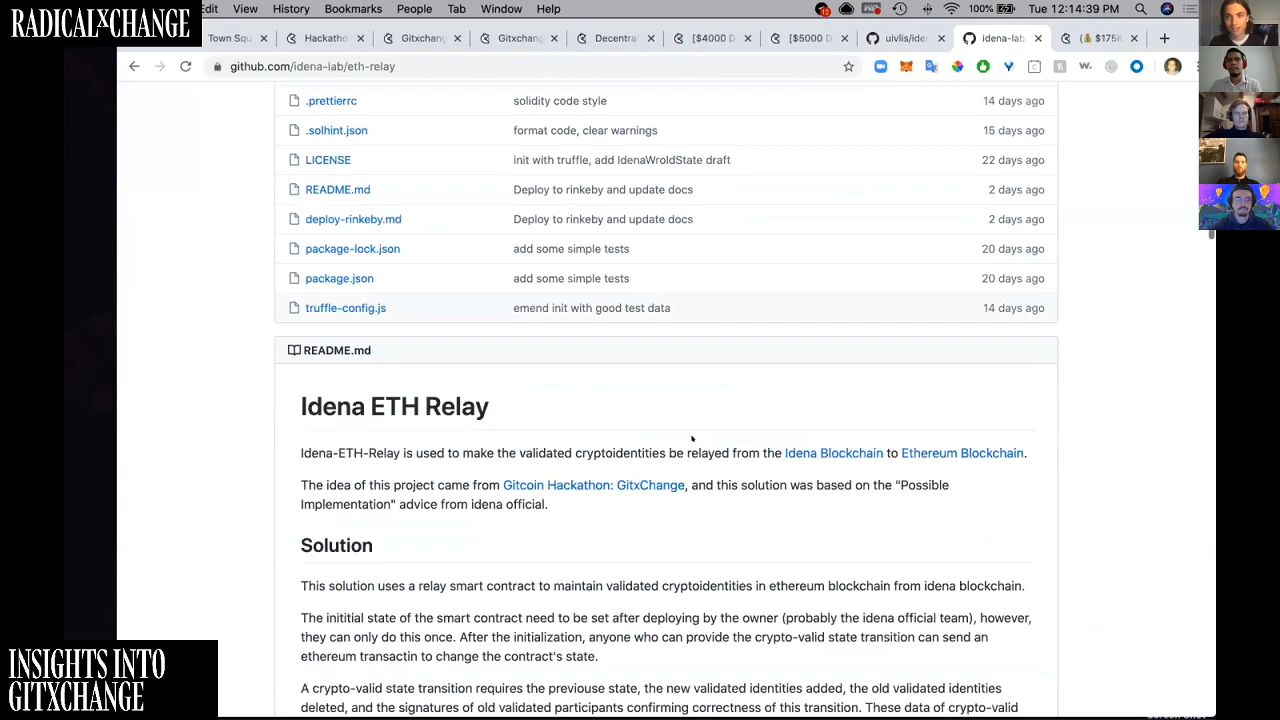 RADICALXCHANGE
Edit View History Bookmarks People Tab Window Help
100% Tue 12:14:39 PM
Town Squ Hackatho Gitxchang Gitxchang Decentra [$4000 D [$5000 D uivlis/ide idena-lab $175K
github.com/idena-lab/eth-relay
.prettierrc solidity code style 14 days ago
.solhint.json format code, clear warnings 15 days ago
LICENSE init with truffle, add IdenaWroldState draft 22 days ago
README.md Deploy to rinkeby and update docs 2 days ago
deploy-rinkeby.md Deploy to rinkeby and update docs 2 days ago
package-lock.json add some simple tests 20 days ago
package.json add some simple tests 20 days ago
truffle-config.js emend init with good test data 14 days ago
README.md
Idena ETH Relay
Idena-ETH-Relay is used to make the validated cryptoidentities be relayed from the Idena Blockchain to Ethereum Blockchain.
The idea of this project came from Gitcoin Hackathon: GitxChange, and this solution was based on the "Possible
Implementation" advice from idena official.
Solution
This solution uses a relay smart contract to maintain validated cryptoidentities in ethereum blockchain from idena blockchain.
The inititial state of the smart contract need to be set after deploying by the owner (probably the idena official team), however,
they can only do this once. After the initialization, anyone who can provide the crypto-valid state transition can send an
ethereum transactin to change the contract's state.
A crypto-valid state transition requires the previouse state, the new validated identities added, the old validated identities
deleted, and the signatures of old validated participants confirming correctness of this transition. These data of crypto-valid
INSIGHTS INTO
GITXCHANGE